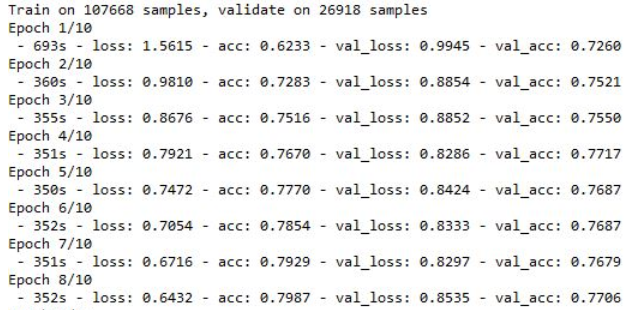 Train on 107668 samples, validate on 26918 samples
Epoch 1/10
- 693s - loss: 1.5615 - acc: 0.6233 - val_loss: 0.9945 - val_acc: 0.7260
Epoch 2/10
- 360s - loss: 0.9810 - acc: 0.7283 - val_loss: 0.8854 - val_acc: 0.7521
Epoch 3/10
- 355s - loss: 0.8676 - acc: 0.7516 - val_loss: 0.8852 - val_acc: 0.7550
Epoch 4/10
- 351s - loss: 0.7921 - acc: 0.7670 - val_loss: 0.8286 - val_acc: 0.7717
Epoch 5/10
- 350s - loss: 0.7472 - acc: 0.7770 - val_loss: 0.8424 - val_acc: 0.7687
Epoch 6/10
- 352s - loss: 0.7054 - acc: 0.7854 - val_loss: 0.8333 - val_acc: 0.7687
Epoch 7/10
- 351s - loss: 0.6716 - acc: 0.7929 - val_loss: 0.8297 - val_acc: 0.7679
Epoch 8/10
- 352s - loss: 0.6432 - acc: 0.7987 - val_loss: 0.8535 - val_acc: 0.7706